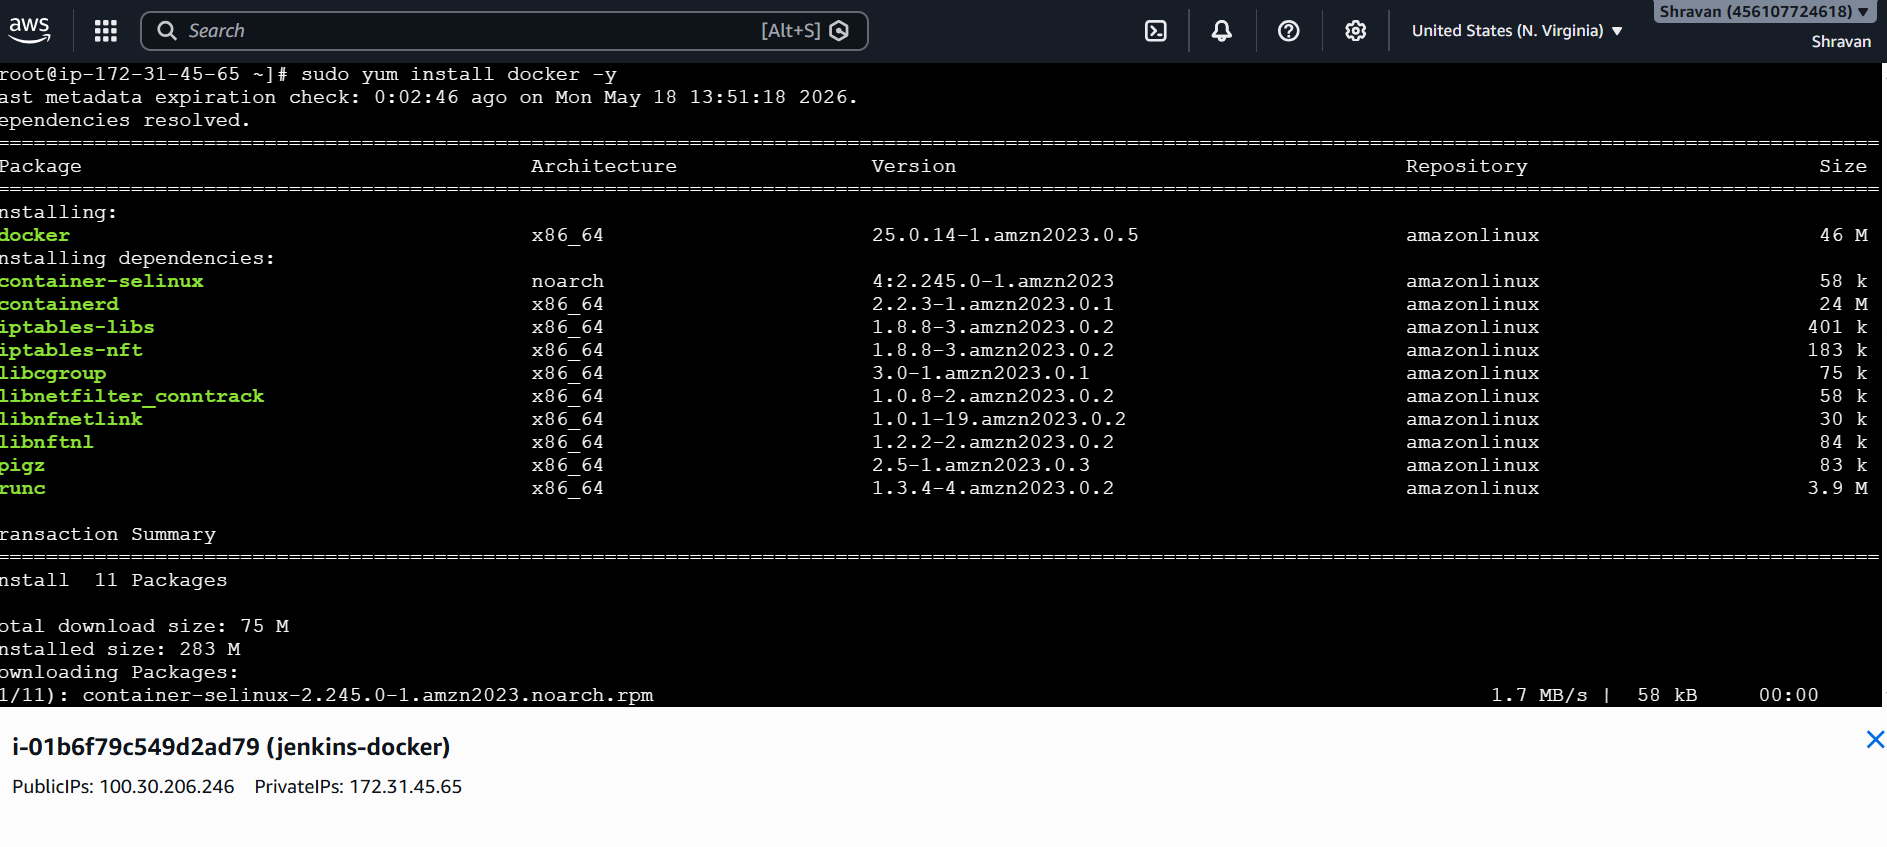 aws
Search [Alt+S]
United States (N. Virginia) ▼
Shravan (456107724618) ▼
Shravan
root@ip-172-31-45-65 ~]# sudo yum install docker -y
ast metadata expiration check: 0:02:46 ago on Mon May 18 13:51:18 2026.
ependencies resolved.
Package Architecture Version Repository Size
nstalling:
docker x86_64 25.0.14-1.amzn2023.0.5 amazonlinux 46 M
nstalling dependencies:
container-selinux noarch 4:2.245.0-1.amzn2023 amazonlinux 58 k
containerd x86_64 2.2.3-1.amzn2023.0.1 amazonlinux 24 M
iptables-libs x86_64 1.8.8-3.amzn2023.0.2 amazonlinux 401 k
iptables-nft x86_64 1.8.8-3.amzn2023.0.2 amazonlinux 183 k
libcgroup x86_64 3.0-1.amzn2023.0.1 amazonlinux 75 k
libnetfilter_conntrack x86_64 1.0.8-2.amzn2023.0.2 amazonlinux 58 k
libnfnetlink x86_64 1.0.1-19.amzn2023.0.2 amazonlinux 30 k
libnftnl x86_64 1.2.2-2.amzn2023.0.2 amazonlinux 84 k
pigz x86_64 2.5-1.amzn2023.0.3 amazonlinux 83 k
runc x86_64 1.3.4-4.amzn2023.0.2 amazonlinux 3.9 M
ransaction Summary
nstall 11 Packages
otal download size: 75 M
nstalled size: 283 M
ownloading Packages:
1/11): container-selinux-2.245.0-1.amzn2023.noarch.rpm 1.7 MB/s | 58 kB 00:00
i-01b6f79c549d2ad79 (jenkins-docker)
PublicIPs: 100.30.206.246 PrivateIPs: 172.31.45.65